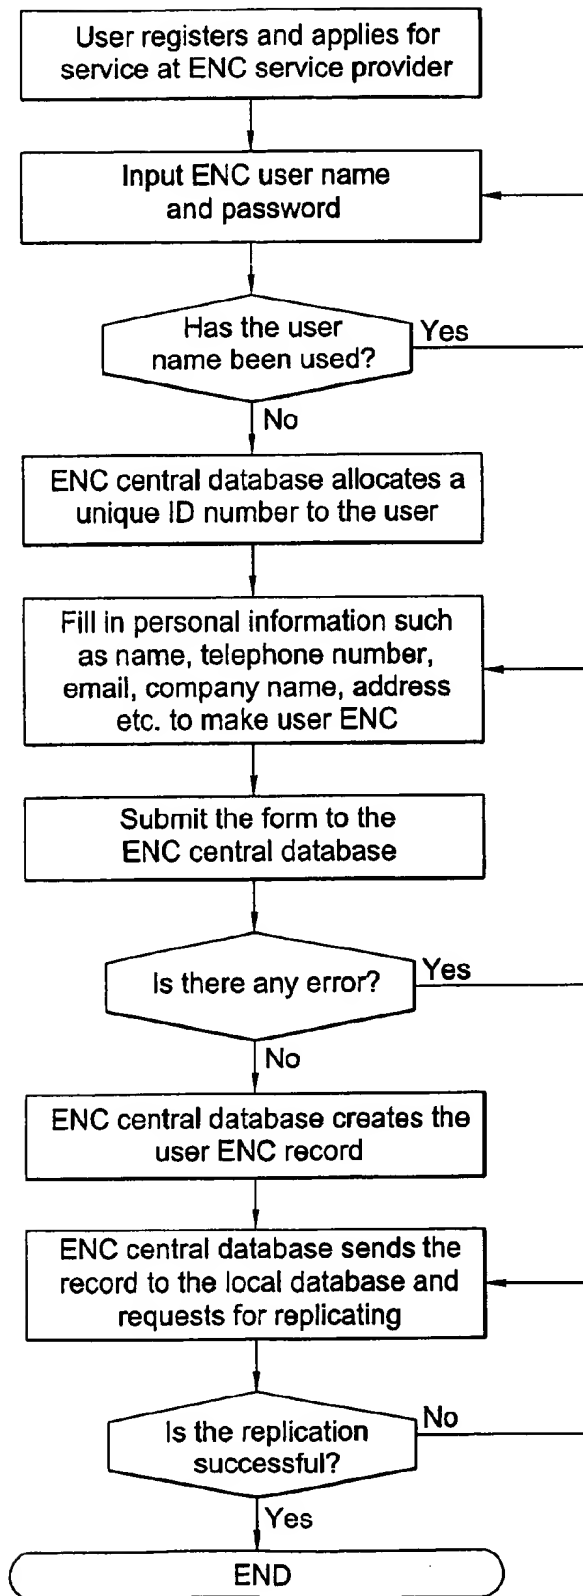 User registers and applies for
service at ENC service provider
Input ENC user name
and password
Has the user
name been used?
Yes
No
ENC central database allocates a
unique ID number to the user
Fill in personal information such
as name, telephone number,
email, company name, address
etc. to make user ENC
Submit the form to the
ENC central database
Is there any error?
Yes
No
ENC central database creates the
user ENC record
ENC central database sends the
record to the local database and
requests for replicating
Is the replication
successful?
No
Yes
END